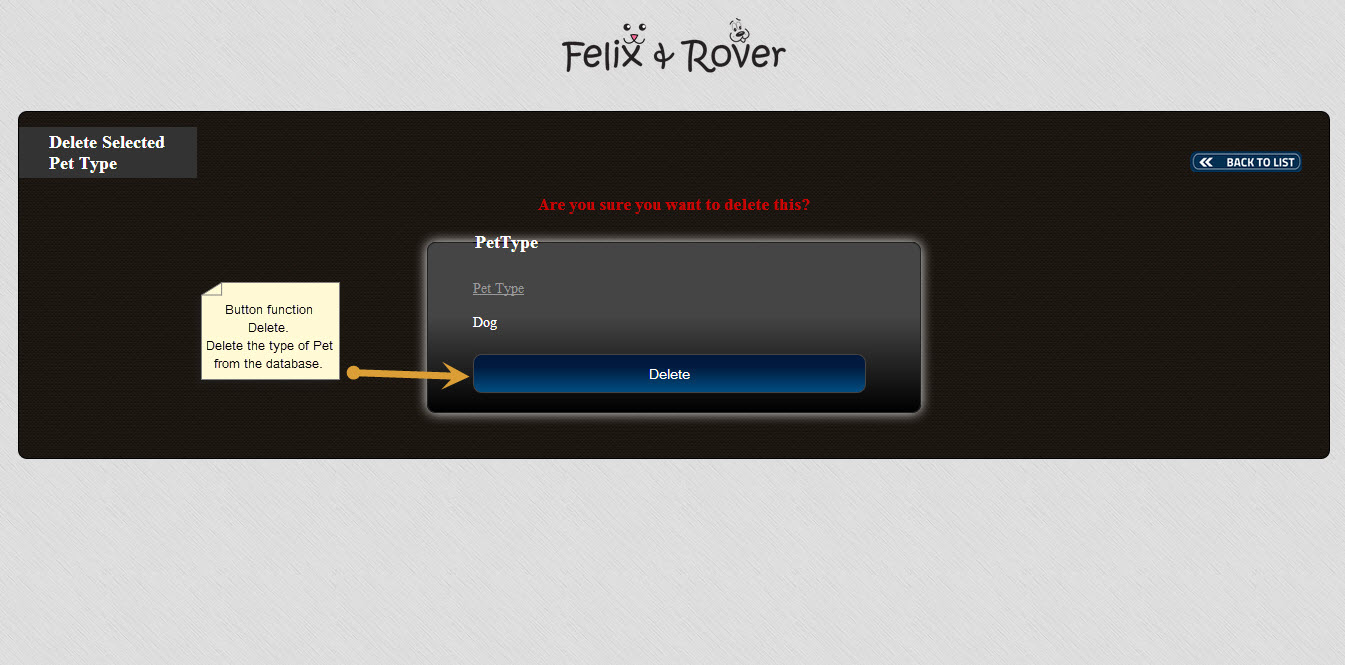 Felix & Rover
Delete Selected
Pet Type
BACK TO LIST
Are you sure you want to delete this?
PetType
Pet Type
Dog
Delete
Button function
Delete.
Delete the type of Pet
from the database.